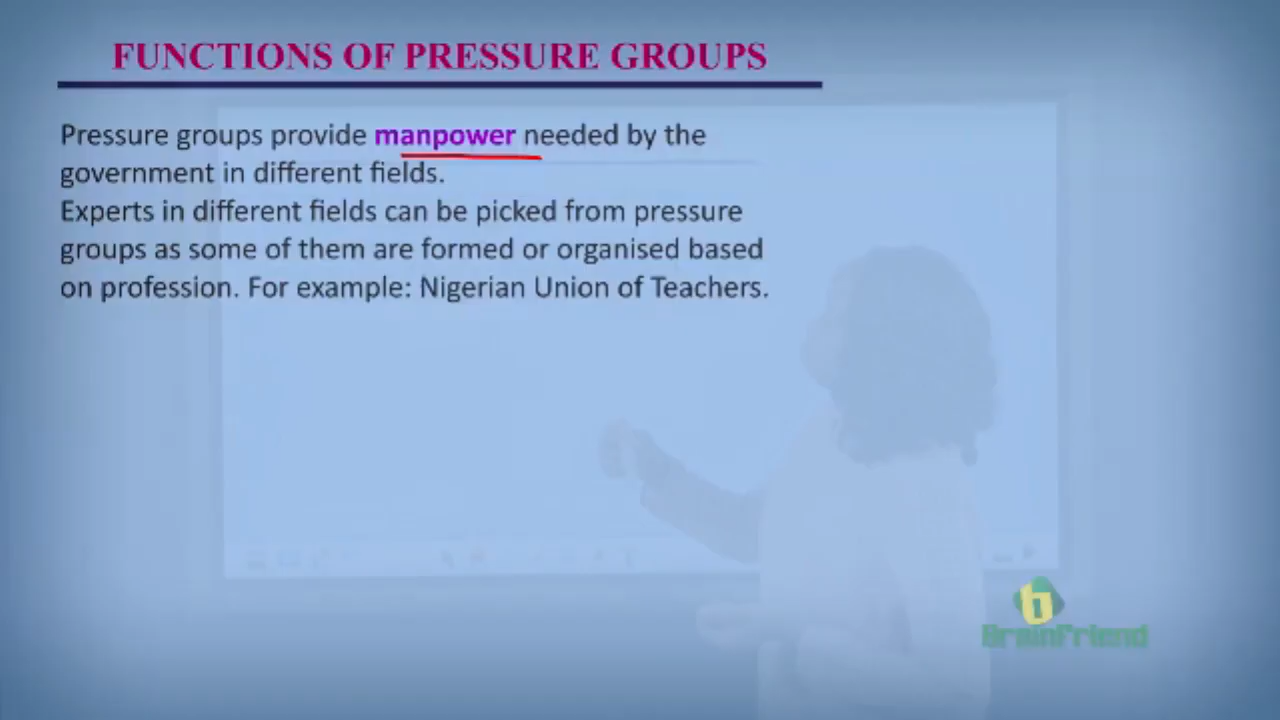 FUNCTIONS OF PRESSURE GROUPS
Pressure groups provide manpower needed by the
government in different fields.
Experts in different fields can be picked from pressure
groups as some of them are formed or organised based
on profession. For example: Nigerian Union of Teachers.
b
BrainFriend